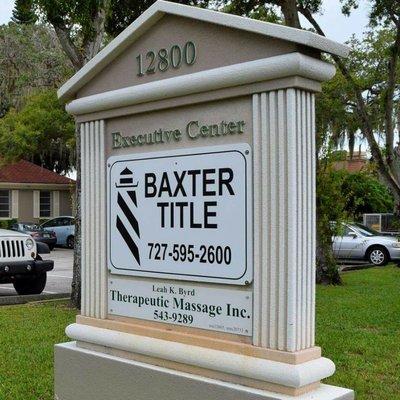 12800
Executive Center
BAXTER
TITLE
727-595-2600
Leah K. Byrd
Therapeutic Massage Inc.
543-9289